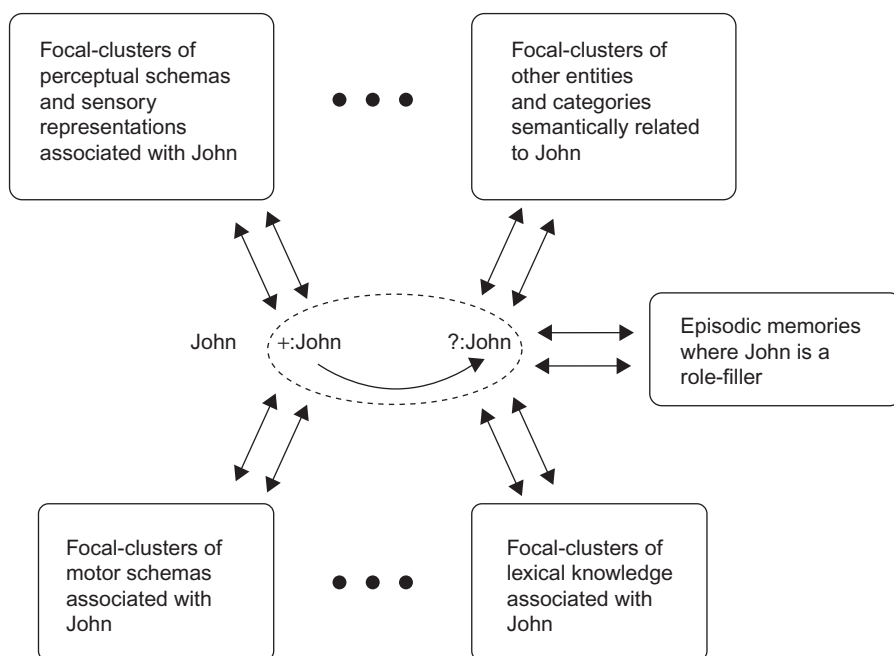 Focal-clusters of
perceptual schemas
and sensory
representations
associated with John
Focal-clusters of
other entities
and categories
semantically related
to John
John
+:John
?:John
Episodic memories
where John is a
role-filler
Focal-clusters of
motor schemas
associated with
John
Focal-clusters of
lexical knowledge
associated with
John